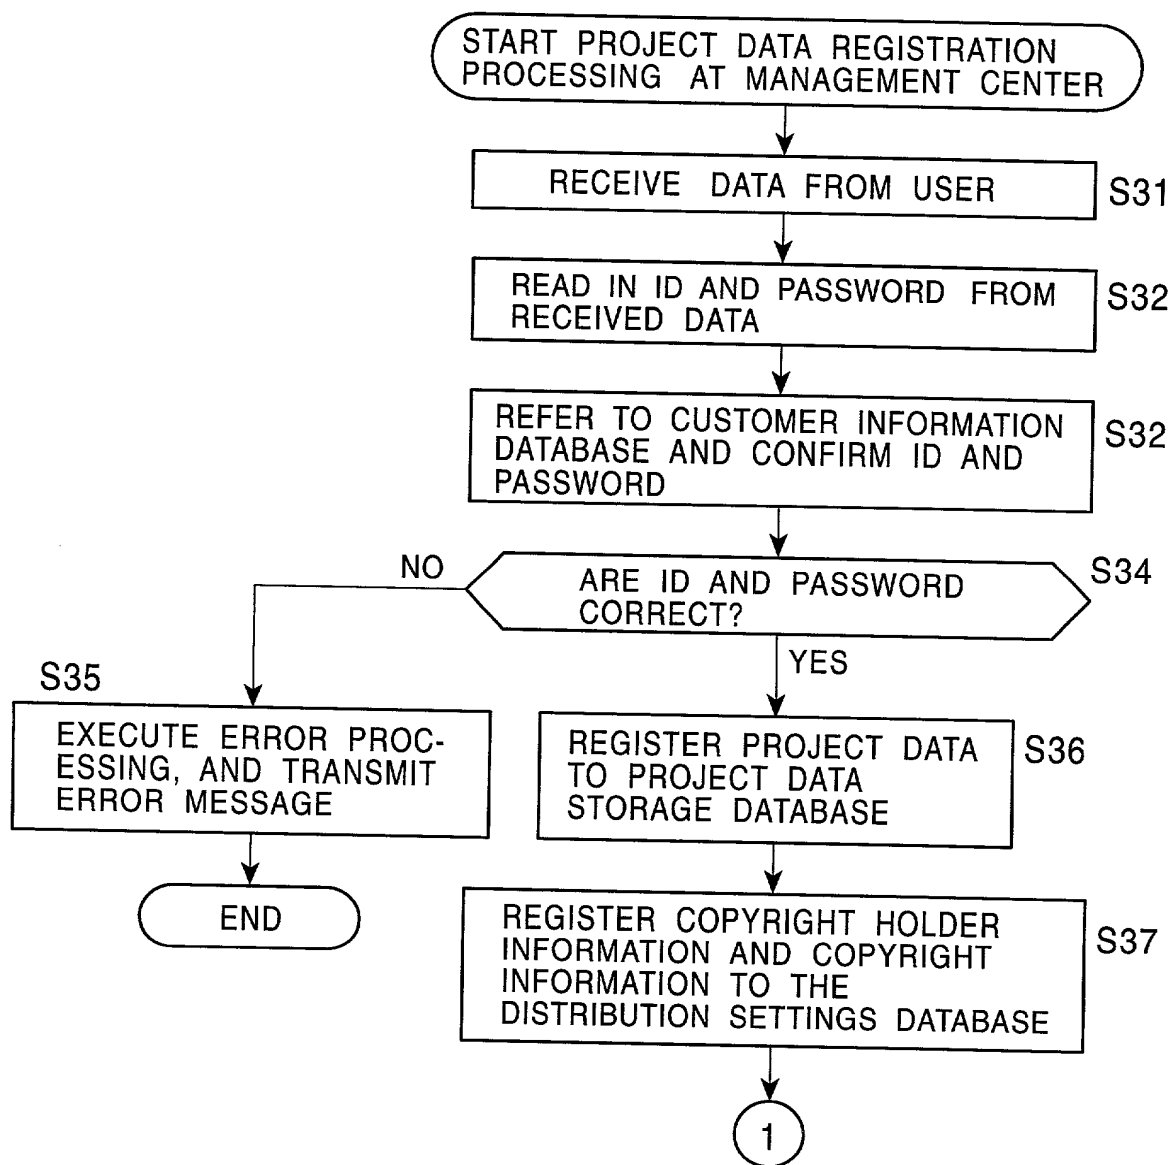 START PROJECT DATA REGISTRATION
PROCESSING AT MANAGEMENT CENTER
RECEIVE DATA FROM USER
S31
READ IN ID AND PASSWORD FROM
RECEIVED DATA
S32
REFER TO CUSTOMER INFORMATION
DATABASE AND CONFIRM ID AND
PASSWORD
S32
ARE ID AND PASSWORD
CORRECT?
S34
NO
YES
S35
EXECUTE ERROR PROC-
ESSING, AND TRANSMIT
ERROR MESSAGE
END
REGISTER PROJECT DATA
TO PROJECT DATA
STORAGE DATABASE
S36
REGISTER COPYRIGHT HOLDER
INFORMATION AND COPYRIGHT
INFORMATION TO THE
DISTRIBUTION SETTINGS DATABASE
S37
1